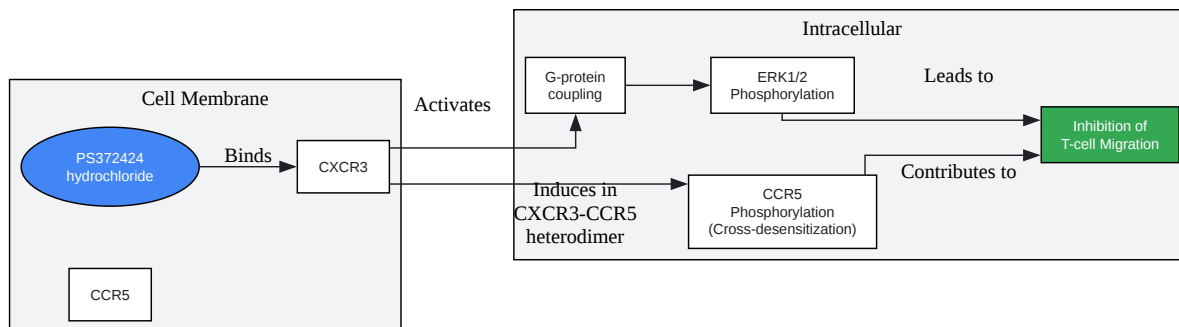 Cell Membrane
PS372424
hydrochloride
Binds
CXCR3
CCR5
Activates
Induces in
CXCR3-CCR5
heterodimer
Intracellular
G-protein
coupling
ERK1/2
Phosphorylation
Leads to
CCR5
Phosphorylation
(Cross-desensitization)
Contributes to
Inhibition of
T-cell Migration